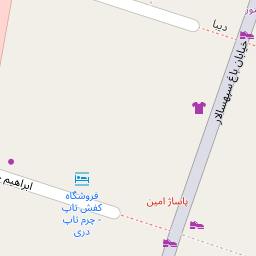 دیبا
خیابان باغ سپهسالار
پاساژ امین
فروشگاه
کفش تاپ
- چرم تاپ
دری
ابراهیم